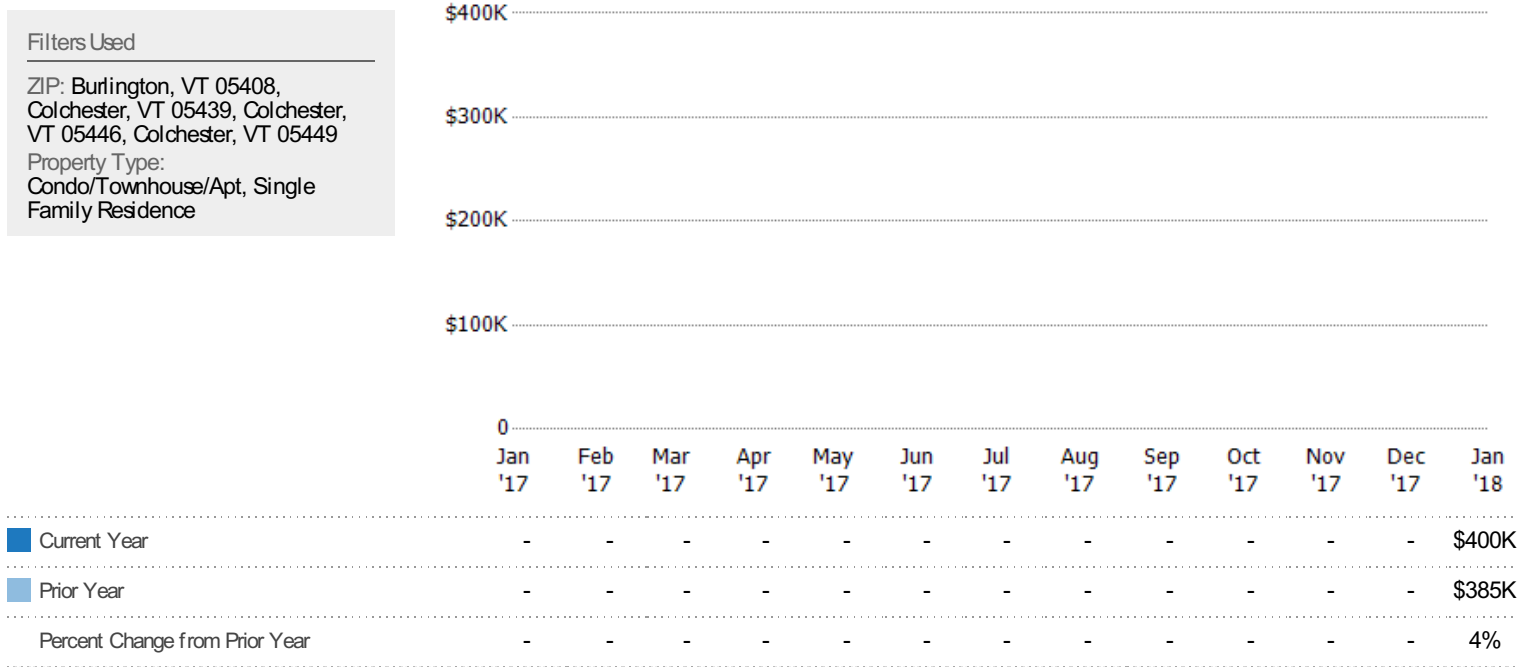 Filters Used
ZIP: Burlington, VT 05408,
Colchester, VT 05439, Colchester,
VT 05446, Colchester, VT 05449
Property Type:
Condo/Townhouse/Apt, Single
Family Residence
$400K
$300K
$200K
$100K
0
Jan Feb Mar Apr May Jun Jul Aug Sep Oct Nov Dec Jan
'17 '17 '17 '17 '17 '17 '17 '17 '17 '17 '17 '17 '18
Current Year - - - - - - - - - - - - $400K
Prior Year - - - - - - - - - - - - $385K
Percent Change from Prior Year - - - - - - - - - - - - 4%